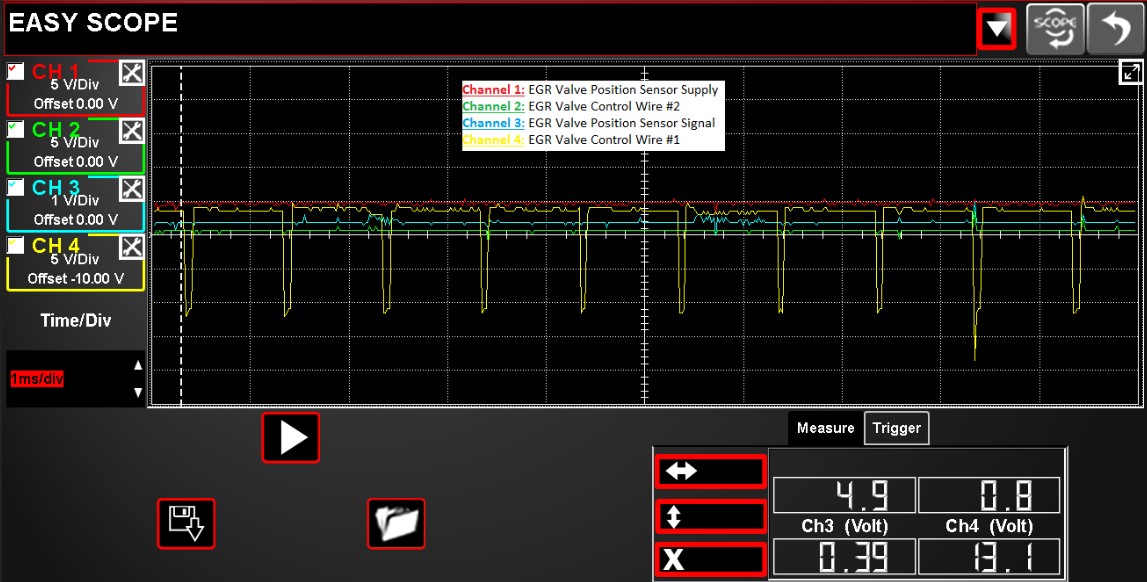 EASY SCOPE
SCOPE
CH 1
5 V/Div
Offset 0.00 V
CH 2
5 V/Div
Offset 0.00 V
CH 3
1 V/Div
Offset 0.00 V
CH 4
5 V/Div
Offset -10.00 V
Time/Div
1ms/div
Channel 1: EGR Valve Position Sensor Supply
Channel 2: EGR Valve Control Wire #2
Channel 3: EGR Valve Position Sensor Signal
Channel 4: EGR Valve Control Wire #1
Measure Trigger
4.9 0.8
Ch3 (Volt) Ch4 (Volt)
0.39 13.1
X